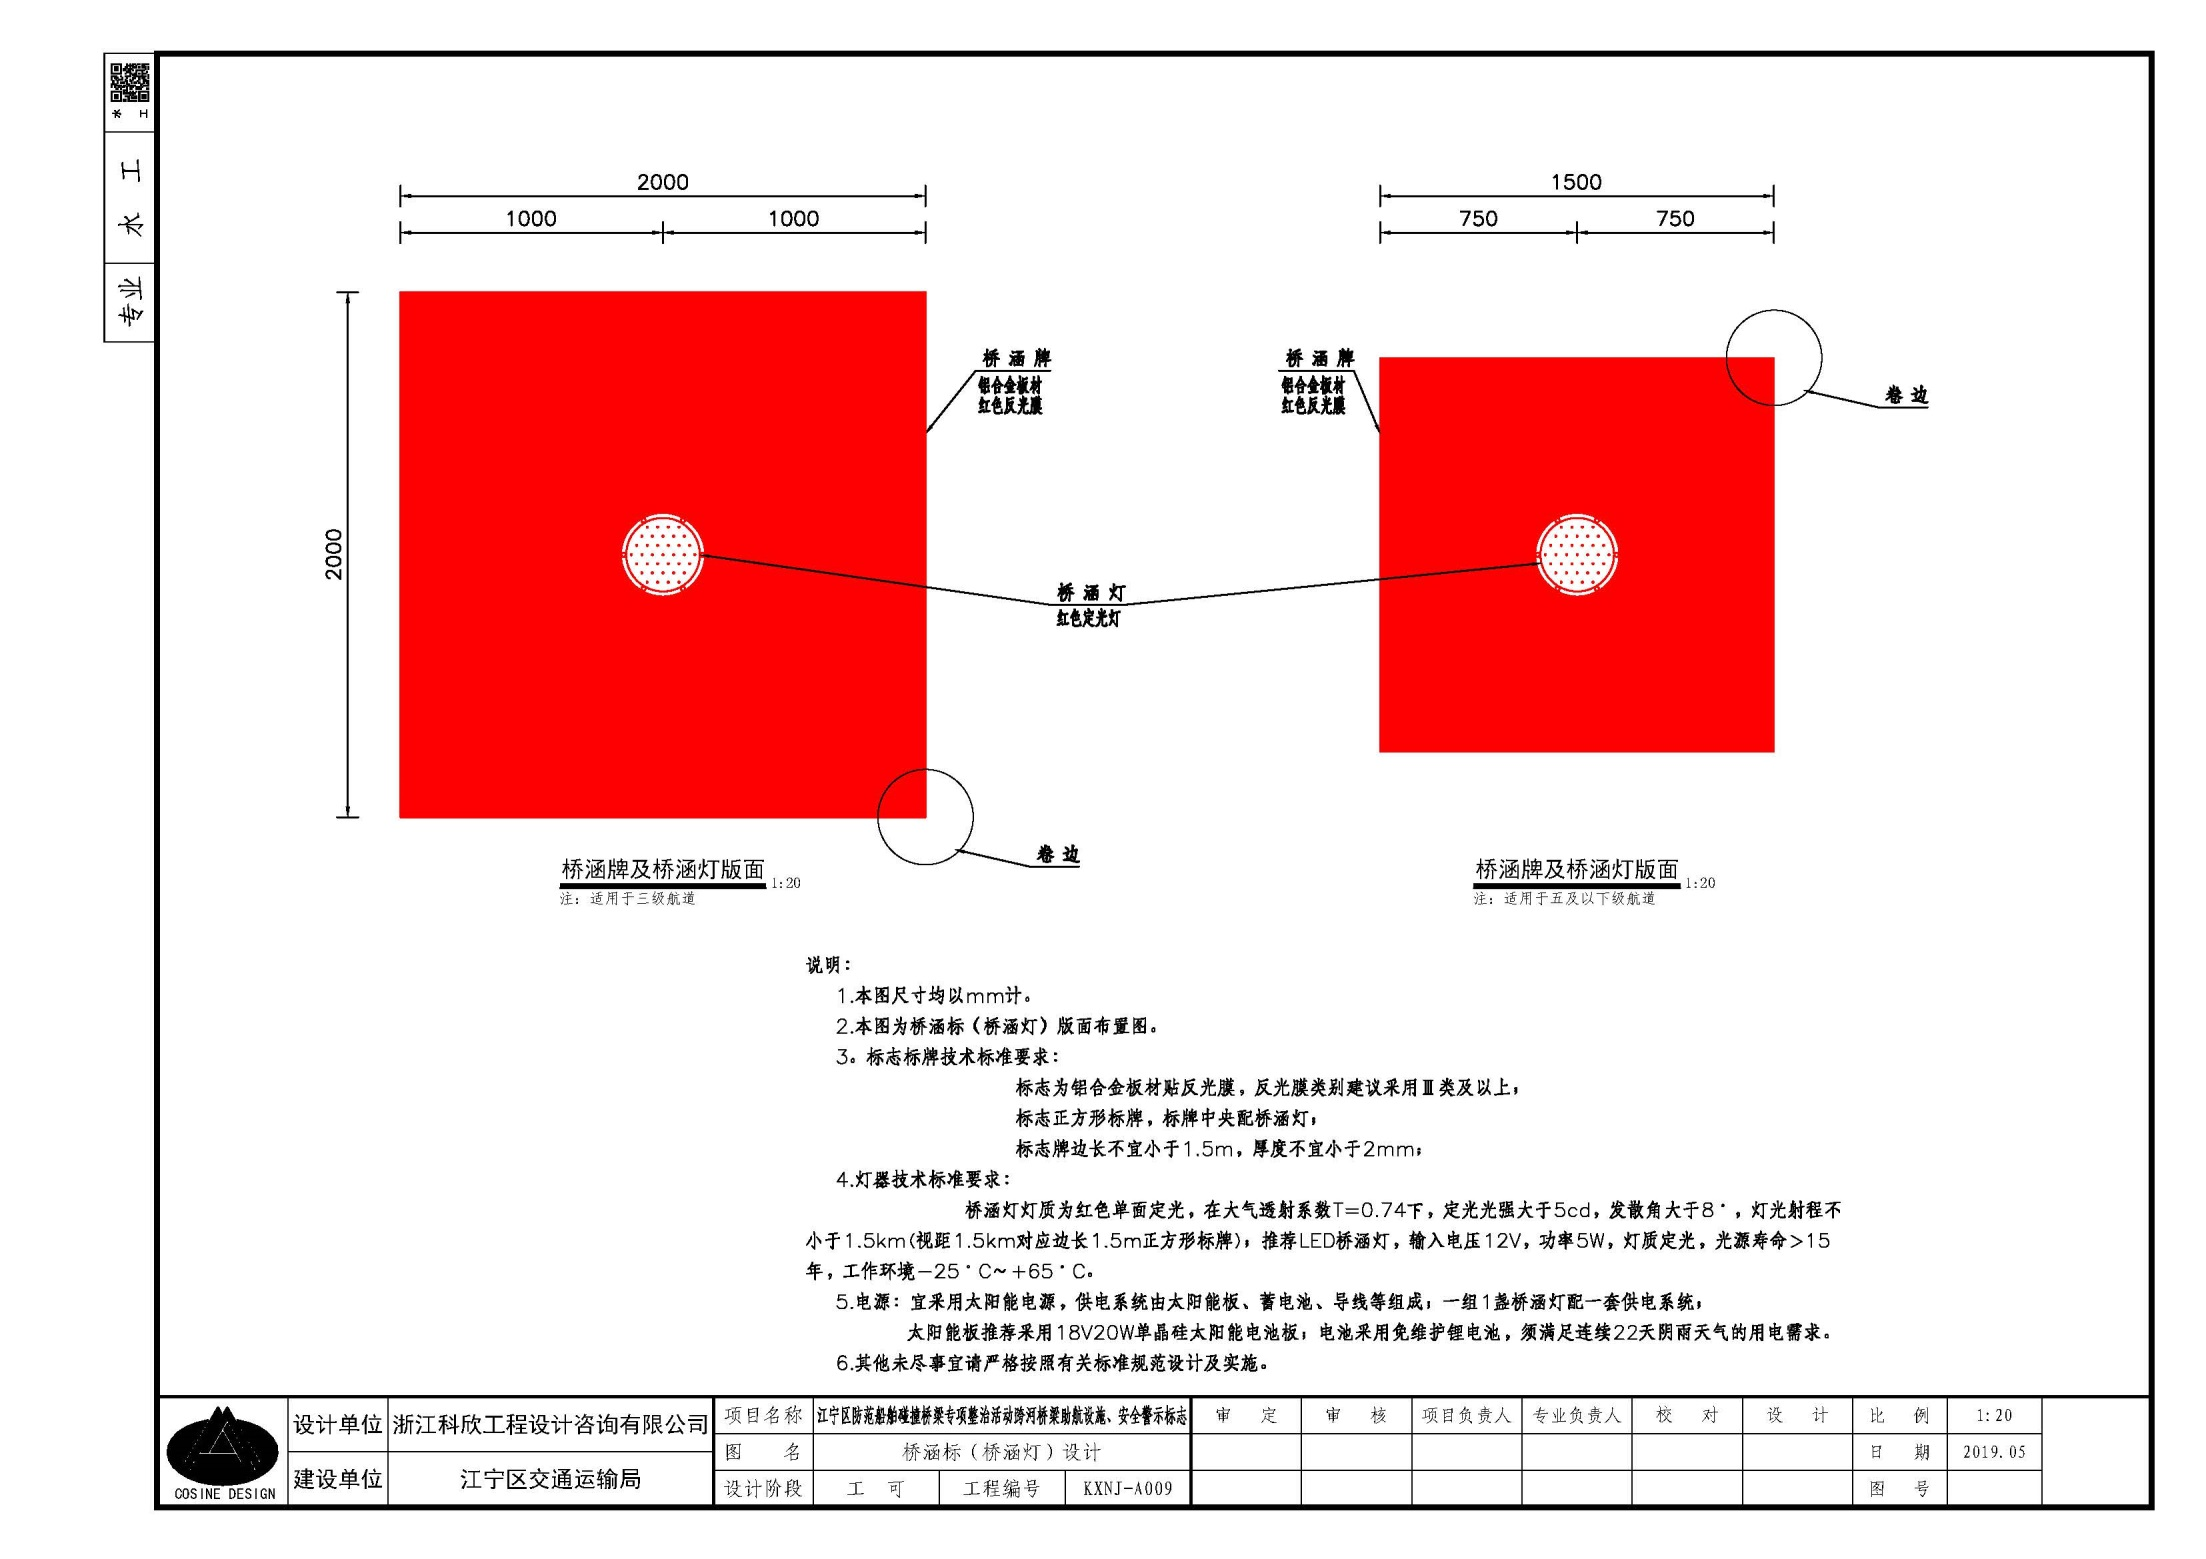 专业 水 工
2000
1000 1000
2000
桥 涵 牌
铝合金板材
红色反光膜
卷 边
桥涵牌及桥涵灯版面 1:20
注：适用于三级航道
桥 涵 灯
红色定光灯
1500
750 750
桥 涵 牌
铝合金板材
红色反光膜
卷 边
桥涵牌及桥涵灯版面 1:20
注：适用于五及以下级航道
说明：
1.本图尺寸均以mm计。
2.本图为桥涵标（桥涵灯）版面布置图。
3。标志标牌技术标准要求：
标志为铝合金板材贴反光膜，反光膜类别建议采用Ⅲ类及以上；
标志正方形标牌，标牌中央配桥涵灯；
标志牌边长不宜小于1.5m，厚度不宜小于2mm；
4.灯器技术标准要求：
桥涵灯灯质为红色单面定光，在大气透射系数T=0.74下，定光光强大于5cd，发散角大于8°，灯光射程不
小于1.5km(视距1.5km对应边长1.5m正方形标牌)；推荐LED桥涵灯，输入电压12V，功率5W，灯质定光，光源寿命>15
年，工作环境-25°C~+65°C。
5.电源：宜采用太阳能电源，供电系统由太阳能板、蓄电池、导线等组成；一组1盏桥涵灯配一套供电系统；
太阳能板推荐采用18V20W单晶硅太阳能电池板；电池采用免维护锂电池，须满足连续22天阴雨天气的用电需求。
6.其他未尽事宜请严格按照有关标准规范设计及实施。
COSINE DESIGN
设计单位 浙江科欣工程设计咨询有限公司
建设单位 江宁区交通运输局
项目名称 江宁区防范船舶碰撞桥梁专项整治活动跨河桥梁助航设施、安全警示标志
图 名 桥涵标（桥涵灯）设计
设计阶段 工 可 工程编号 KXNJ-A009
审 定 审 核 项目负责人 专业负责人 校 对 设 计 比 例 1:20
日 期 2019.05
图 号